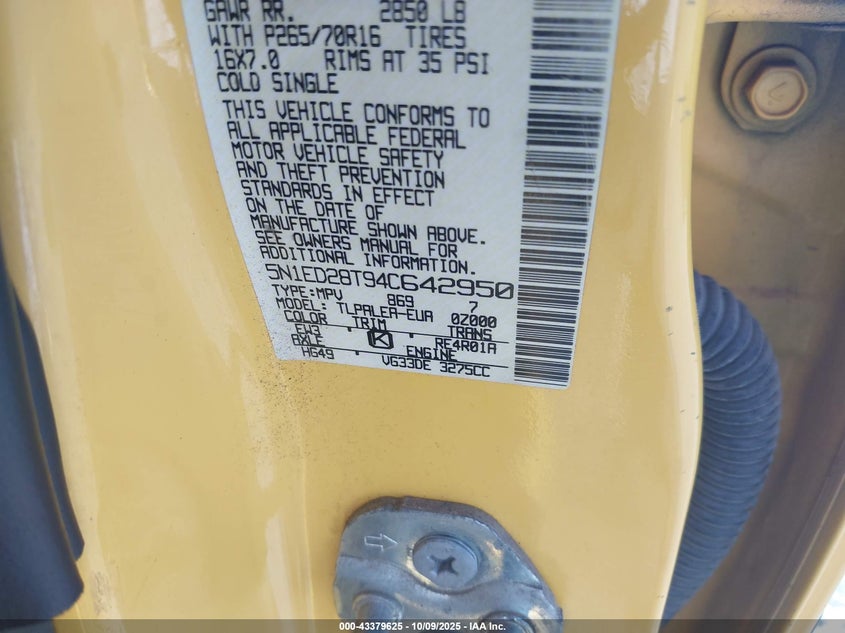 GAWR RR. 2850 LB
WITH P265/70R16 TIRES
16X7.0 RIMS AT 35 PSI
COLD SINGLE
THIS VEHICLE CONFORMS TO
ALL APPLICABLE FEDERAL
MOTOR VEHICLE SAFETY
AND THEFT PREVENTION
STANDARDS IN EFFECT
ON THE DATE OF
MANUFACTURE SHOWN ABOVE.
SEE OWNERS MANUAL FOR
ADDITIONAL INFORMATION.
5N1ED28T94C642950
TYPE:MPV 869 7
MODEL: TLPALEA-EUA 0Z000
COLOR TRIM TRANS
EW3 K RE4R01A
AXLE ENGINE
HG49 VG33DE 3275CC
000-43379625 - 10/09/2025 - IAA Inc.